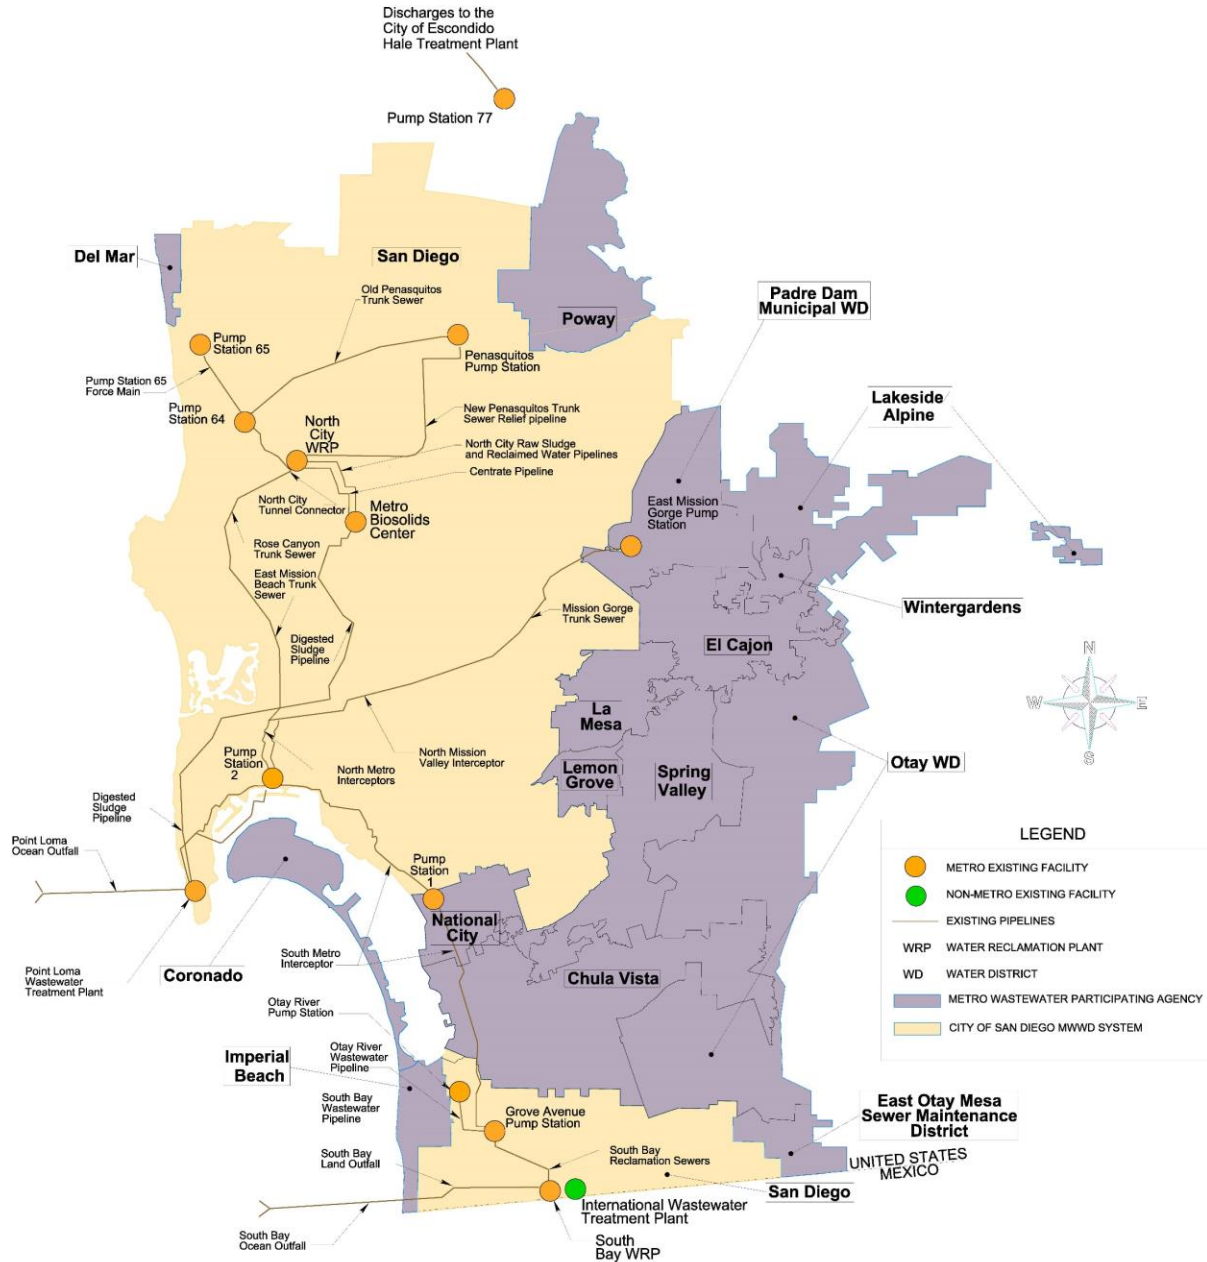 Discharges to the
City of Escondido
Hale Treatment Plant
Pump Station 77
Del Mar
San Diego
Old Penasquitos
Trunk Sewer
Padre Dam
Municipal WD
Poway
Pump
Station 65
Penasquitos
Pump Station
Pump Station 65
Force Main
Pump
Station 64
North
City
WRP
New Penasquitos Trunk
Sewer Relief pipeline
Lakeside
Alpine
North City Raw Sludge
and Reclaimed Water Pipelines
Centrate Pipeline
North City
Tunnel Connector
Metro
Biosolids
Center
East Mission
Gorge Pump
Station
Rose Canyon
Trunk Sewer
East Mission
Beach Trunk
Sewer
Mission Gorge
Trunk Sewer
Wintergardens
Digested
Sludge
Pipeline
El Cajon
N
W
E
S
La
Mesa
Pump
Station
2
North Metro
Interceptors
North Mission
Valley Interceptor
Lemon
Grove
Spring
Valley
Otay WD
Digested
Sludge
Pipeline
Point Loma
Ocean Outfall
Pump
Station
1
LEGEND
METRO EXISTING FACILITY
NON-METRO EXISTING FACILITY
EXISTING PIPELINES
WRP WATER RECLAMATION PLANT
WD WATER DISTRICT
METRO WASTEWATER PARTICIPATING AGENCY
CITY OF SAN DIEGO MWWD SYSTEM
National
City
Point Loma
Wastewater
Treatment Plant
Coronado
South Metro
Interceptor
Chula Vista
Otay River
Pump Station
Otay River
Wastewater
Pipeline
Imperial
Beach
South Bay
Wastewater
Pipeline
Grove Avenue
Pump Station
East Otay Mesa
Sewer Maintenance
District
South Bay
Land Outfall
South Bay
Reclamation Sewers
UNITED STATES
MEXICO
San Diego
International Wastewater
Treatment Plant
South Bay
Ocean Outfall
South
Bay WRP